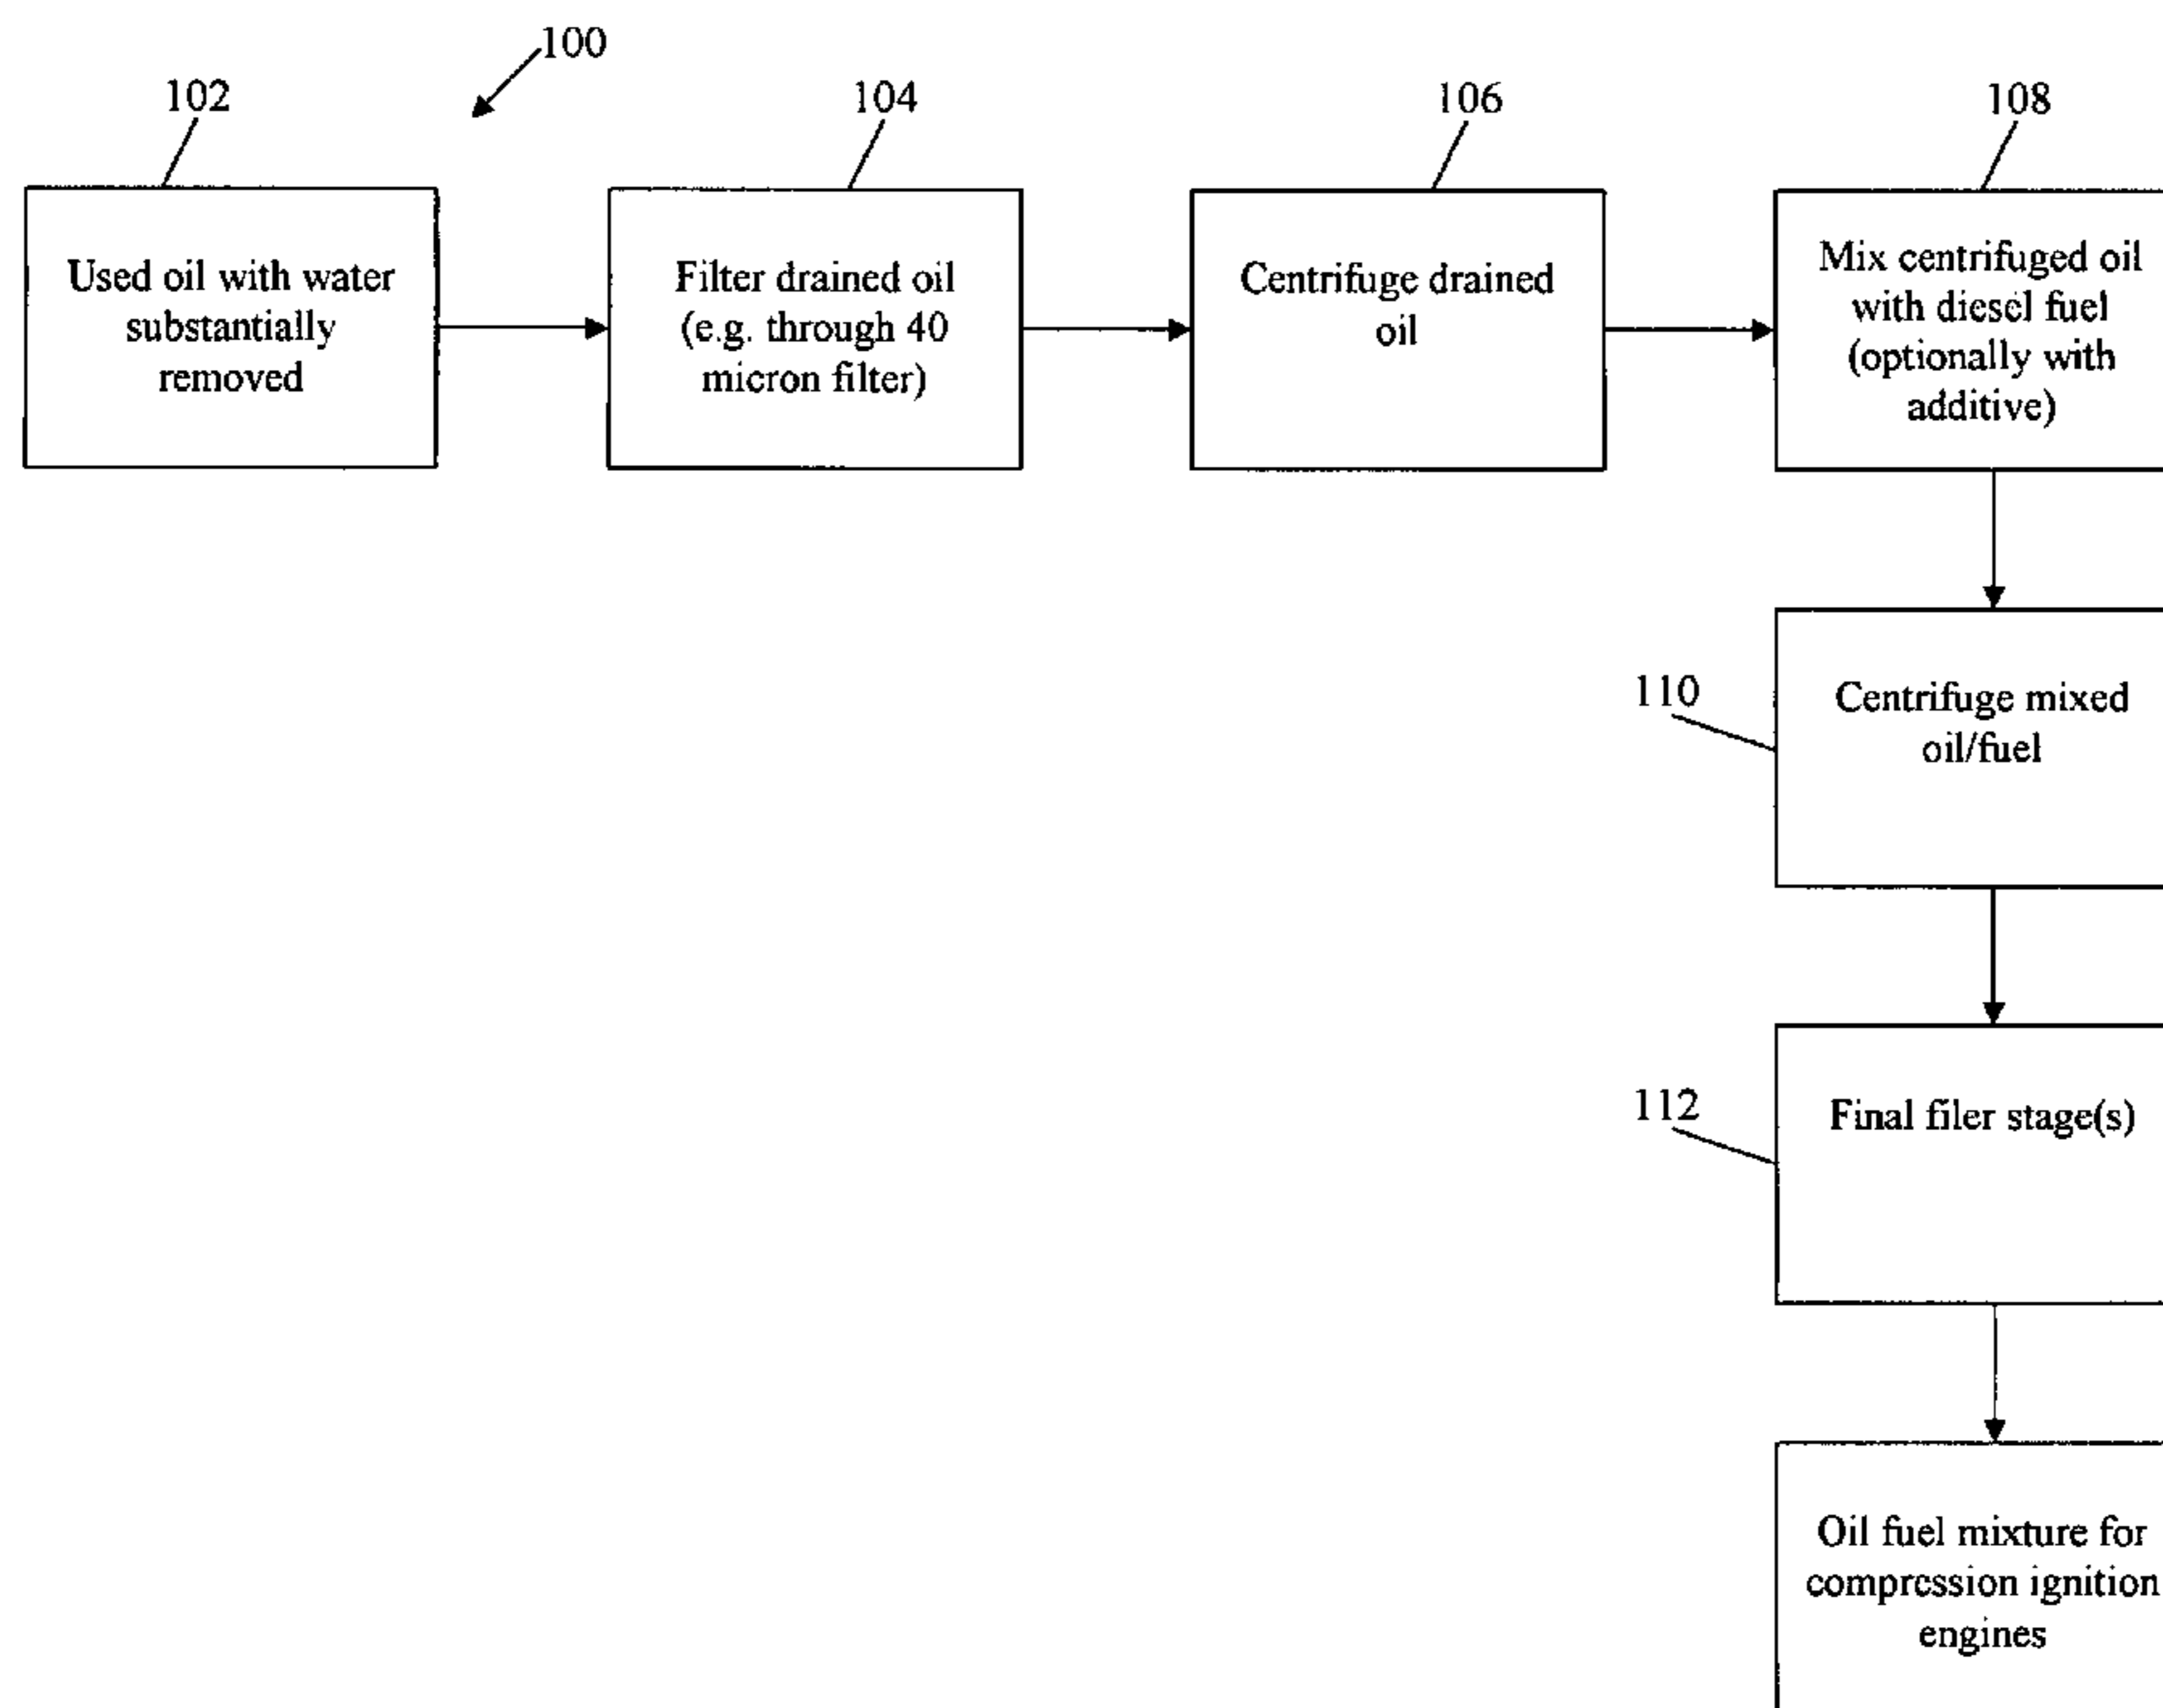 100
102
104
106
108
Used oil with water
substantially
removed
Filter drained oil
(e.g. through 40
micron filter)
Centrifuge drained
oil
Mix centrifuged oil
with diesel fuel
(optionally with
additive)
110
Centrifuge mixed
oil/fuel
112
Final filer stage(s)
Oil fuel mixture for
compression ignition
engines